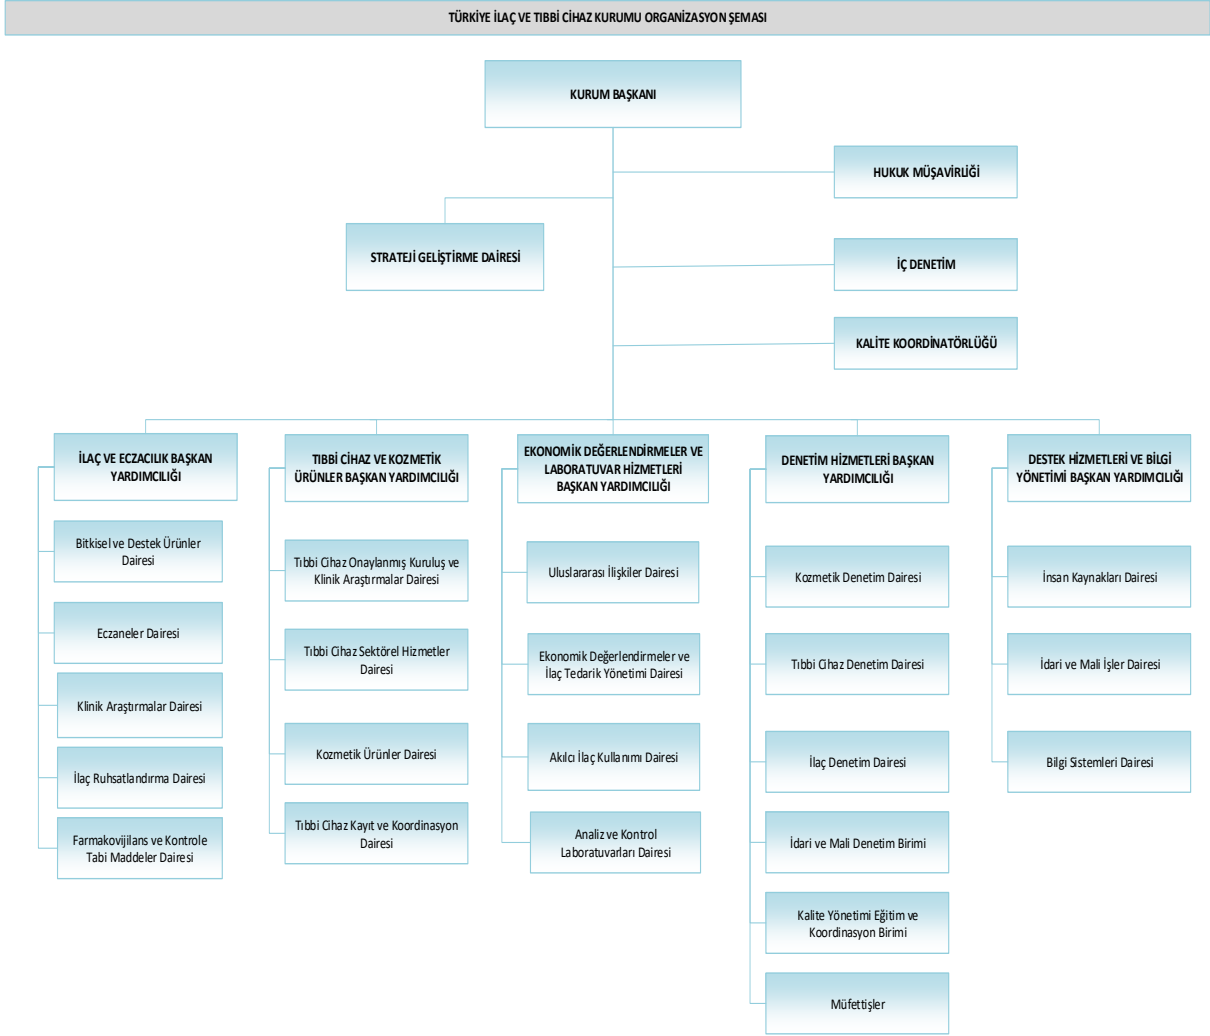 TÜRKİYE İLAÇ VE TIBBİ CİHAZ KURUMU ORGANİZASYON ŞEMASI
KURUM BAŞKANI
HUKUK MÜŞAVİRLİĞİ
STRATEJİ GELİŞTİRME DAİRESİ
İÇ DENETİM
KALİTE KOORDİNATÖRLÜĞÜ
İLAÇ VE ECZACILIK BAŞKAN
YARDIMCILIĞI
Bitkisel ve Destek Ürünler
Dairesi
Eczaneler Dairesi
Klinik Araştırmalar Dairesi
İlaç Ruhsatlandırma Dairesi
Farmakovijilans ve Kontrole
Tabi Maddeler Dairesi
TIBBİ CİHAZ VE KOZMETİK
ÜRÜNLER BAŞKAN YARDIMCILIĞI
Tıbbi Cihaz Onaylanmış Kuruluş ve
Klinik Araştırmalar Dairesi
Tıbbi Cihaz Sektörel Hizmetler
Dairesi
Kozmetik Ürünler Dairesi
Tıbbi Cihaz Kayıt ve Koordinasyon
Dairesi
EKONOMİK DEĞERLENDİRMELER VE
LABORATUVAR HİZMETLERİ
BAŞKAN YARDIMCILIĞI
Uluslararası İlişkiler Dairesi
Ekonomik Değerlendirmeler ve
İlaç Tedarik Yönetimi Dairesi
Akılcı İlaç Kullanımı Dairesi
Analiz ve Kontrol
Laboratuvarları Dairesi
DENETİM HİZMETLERİ BAŞKAN
YARDIMCILIĞI
Kozmetik Denetim Dairesi
Tıbbi Cihaz Denetim Dairesi
İlaç Denetim Dairesi
İdari ve Mali Denetim Birimi
Kalite Yönetimi Eğitim ve
Koordinasyon Birimi
Müfettişler
DESTEK HİZMETLERİ VE BİLGİ
YÖNETİMİ BAŞKAN YARDIMCILIĞI
İnsan Kaynakları Dairesi
İdari ve Mali İşler Dairesi
Bilgi Sistemleri Dairesi